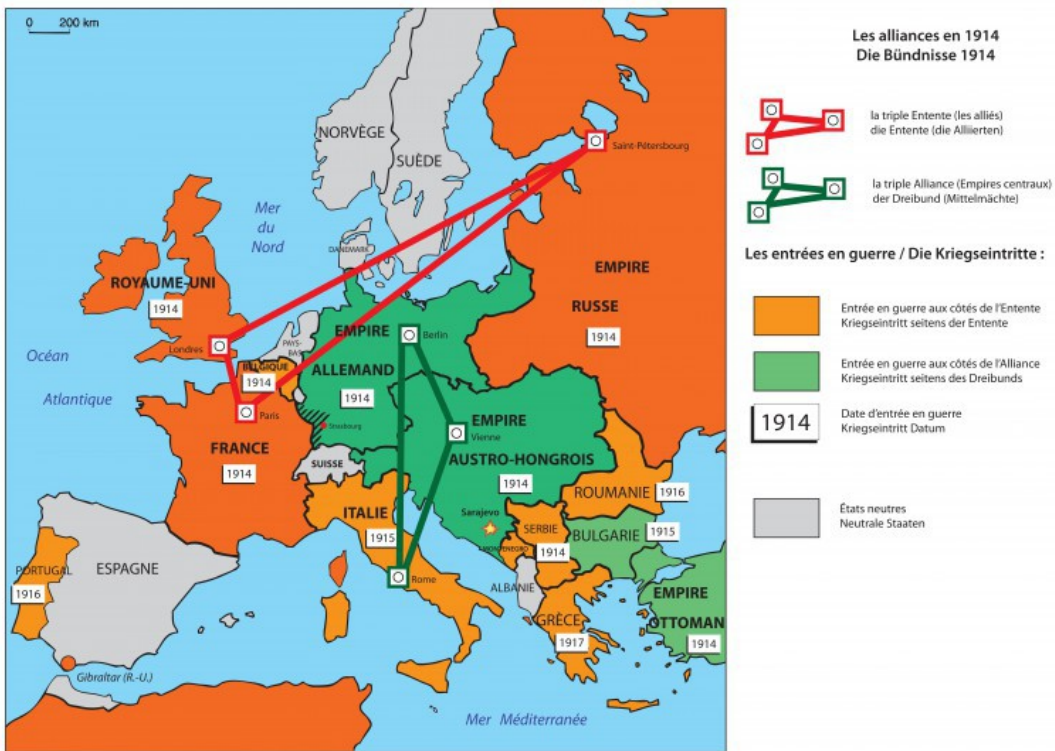 0 200 km
NORVÈGE
SUÈDE
Saint-Pétersbourg
Mer
du
Nord
DANEMARK
ROYAUME-UNI
1914
EMPIRE
RUSSE
1914
Londres
PAYS-
BAS
EMPIRE
Berlin
ALLEMAND
1914
Océan
Atlantique
BELGIQUE
1914
Paris
Strasbourg
FRANCE
1914
SUISSE
EMPIRE
Vienne
AUSTRO-HONGROIS
1914
ITALIE
1915
Sarajevo
ROUMANIE
1916
SERBIE
1914
BULGARIE
1915
MONTENEGRO
PORTUGAL
1916
ESPAGNE
Rome
ALBANIE
GRÈCE
1917
EMPIRE
OTTOMAN
1914
Gibraltar (R.-U.)
Mer Méditerranée
Les alliances en 1914
Die Bündnisse 1914
la triple Entente (les alliés)
die Entente (die Alliierten)
la triple Alliance (Empires centraux)
der Dreibund (Mittelmächte)
Les entrées en guerre / Die Kriegseintritte :
Entrée en guerre aux côtés de l'Entente
Kriegseintritt seitens der Entente
Entrée en guerre aux côtés de l'Alliance
Kriegseintritt seitens des Dreibunds
1914
Date d'entrée en guerre
Kriegseintritt Datum
États neutres
Neutrale Staaten